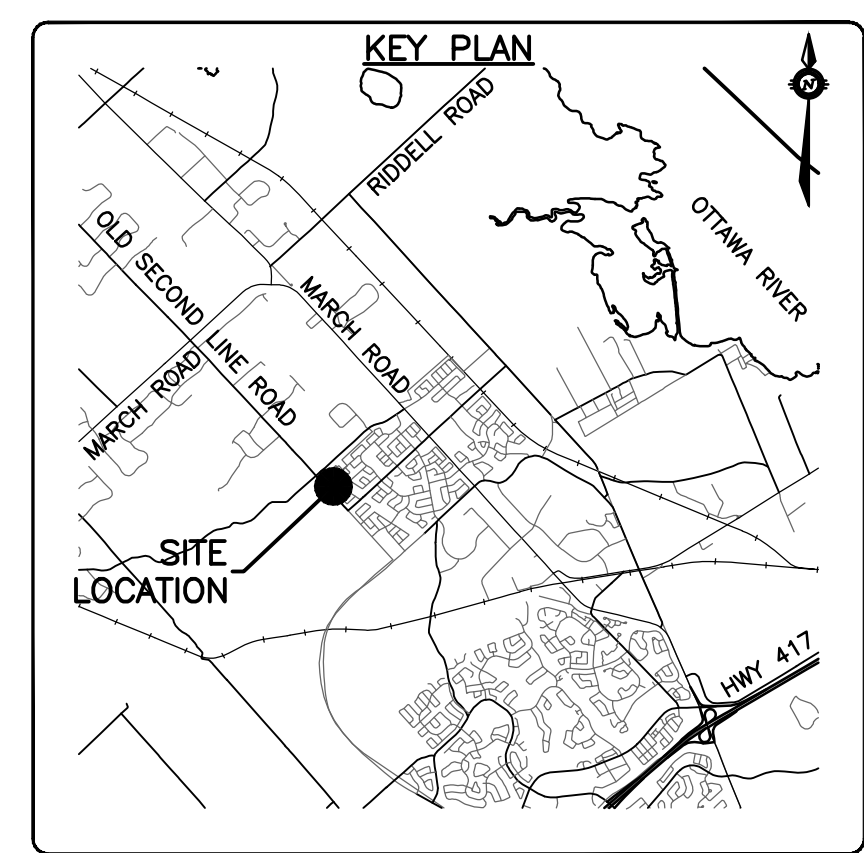 KEY PLAN
N
RIDDELL ROAD
OTTAWA RIVER
OLD SECOND LINE ROAD
MARCH ROAD
MARCH ROAD
SITE
LOCATION
HWY 417